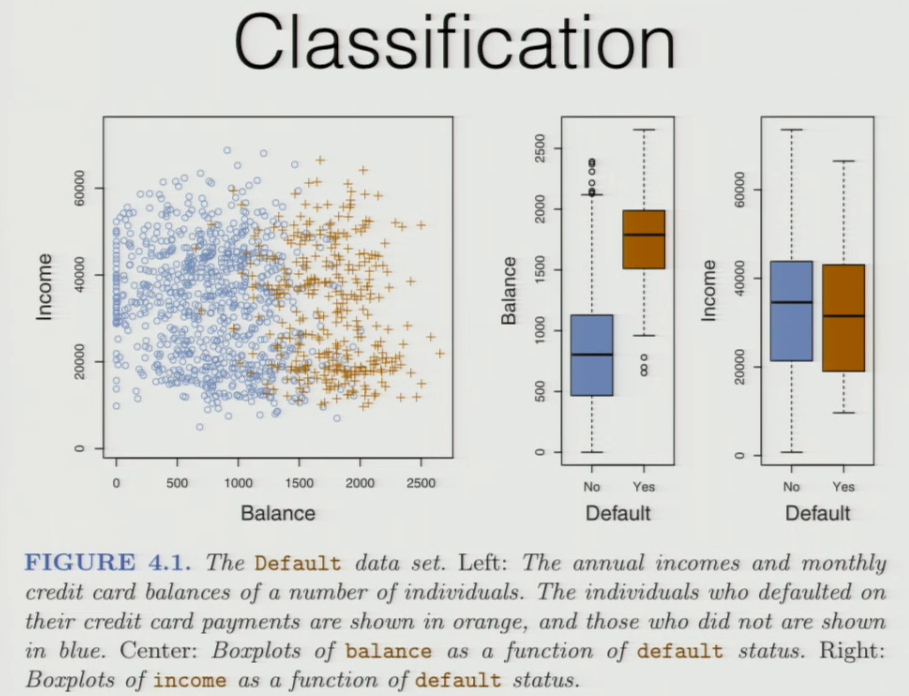 Classification
Income
0
20000
40000
60000
0
500
1000
1500
2000
2500
Balance
Balance
0
500
1000
1500
2000
2500
No
Yes
Default
Income
0
20000
40000
60000
No
Yes
Default
FIGURE 4.1. The Default data set. Left: The annual incomes and monthly
credit card balances of a number of individuals. The individuals who defaulted on
their credit card payments are shown in orange, and those who did not are shown
in blue. Center: Boxplots of balance as a function of default status. Right:
Boxplots of income as a function of default status.